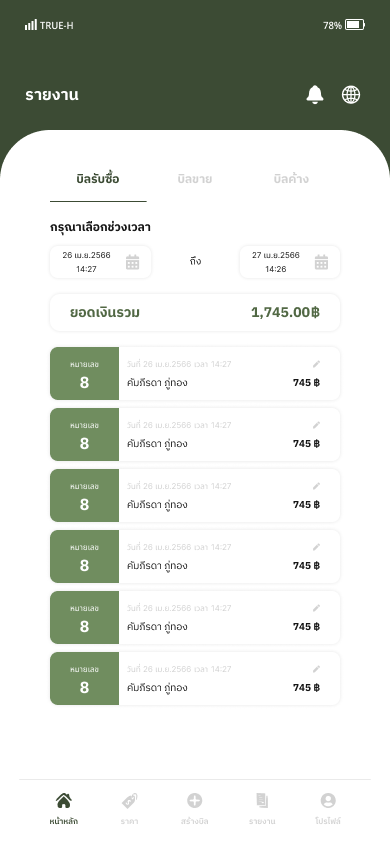 TRUE-H 78%
รายงาน
บิลรับซื้อ บิลขาย บิลค้าง
กรุณาเลือกช่วงเวลา
26 เม.ย.2566 27 เม.ย.2566
14:27 ถึง 14:26
ยอดเงินรวม 1,745.00฿
หมายเลข วันที่ 26 เม.ย.2566 เวลา 14:27
8 คัมภีรดา ภู่ทอง 745 ฿
หมายเลข วันที่ 26 เม.ย.2566 เวลา 14:27
8 คัมภีรดา ภู่ทอง 745 ฿
หมายเลข วันที่ 26 เม.ย.2566 เวลา 14:27
8 คัมภีรดา ภู่ทอง 745 ฿
หมายเลข วันที่ 26 เม.ย.2566 เวลา 14:27
8 คัมภีรดา ภู่ทอง 745 ฿
หมายเลข วันที่ 26 เม.ย.2566 เวลา 14:27
8 คัมภีรดา ภู่ทอง 745 ฿
หมายเลข วันที่ 26 เม.ย.2566 เวลา 14:27
8 คัมภีรดา ภู่ทอง 745 ฿
หน้าหลัก ราคา สร้างบิล รายงาน โปรไฟล์